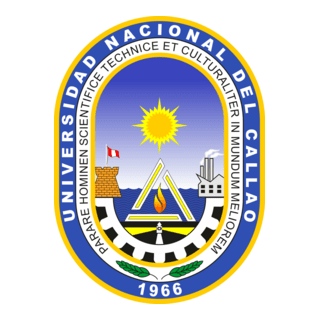 UNIVERSIDAD NACIONAL DEL CALLAO
PARARE HOMINEN SCIENTIFICE TECHNICE ET CULTURALITER IN MUNDUM MELIOREM
1966